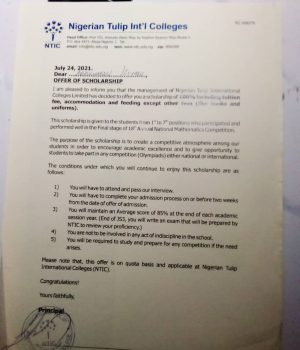 RC 688076
Nigerian Tulip Int'l Colleges
NTIC
July 24, 2021.
Dear
OFFER OF SCHOLARSHIP
I am pleased to inform you that the management of Nigerian Tulip International
Colleges Limited has decided to offer you a scholarship of 100% including tuition
fee, accommodation and feeding except other fees (like books and
uniforms).
This scholarship is given to the students from 1st to 7th positions who participated and
performed well in the Final stage of 18th Annual National Mathematics Competition.
The purpose of the scholarship is to create a competitive atmosphere among our
students in order to encourage academic excellence and to give opportunity to
students to take part in any competition (Olympiads) either national or international.
The conditions under which you will continue to enjoy this scholarship are as
follows:
1) You will have to attend and pass our interview.
2) You will have to complete your admission process on or before two weeks
from the date of offer of admission.
3) You will maintain an Average score of 85% at the end of each academic
session year. (End of JS3, you will write an exam that will be prepared by
NTIC to review your proficiency.)
4) You are not to be involved in any act of indiscipline in the school.
5) You will be required to study and prepare for any competition if the need
arises.
Please note that, this offer is on quota basis and applicable at Nigerian Tulip
International Colleges (NTIC).
Congratulations!
Yours faithfully,
Principal